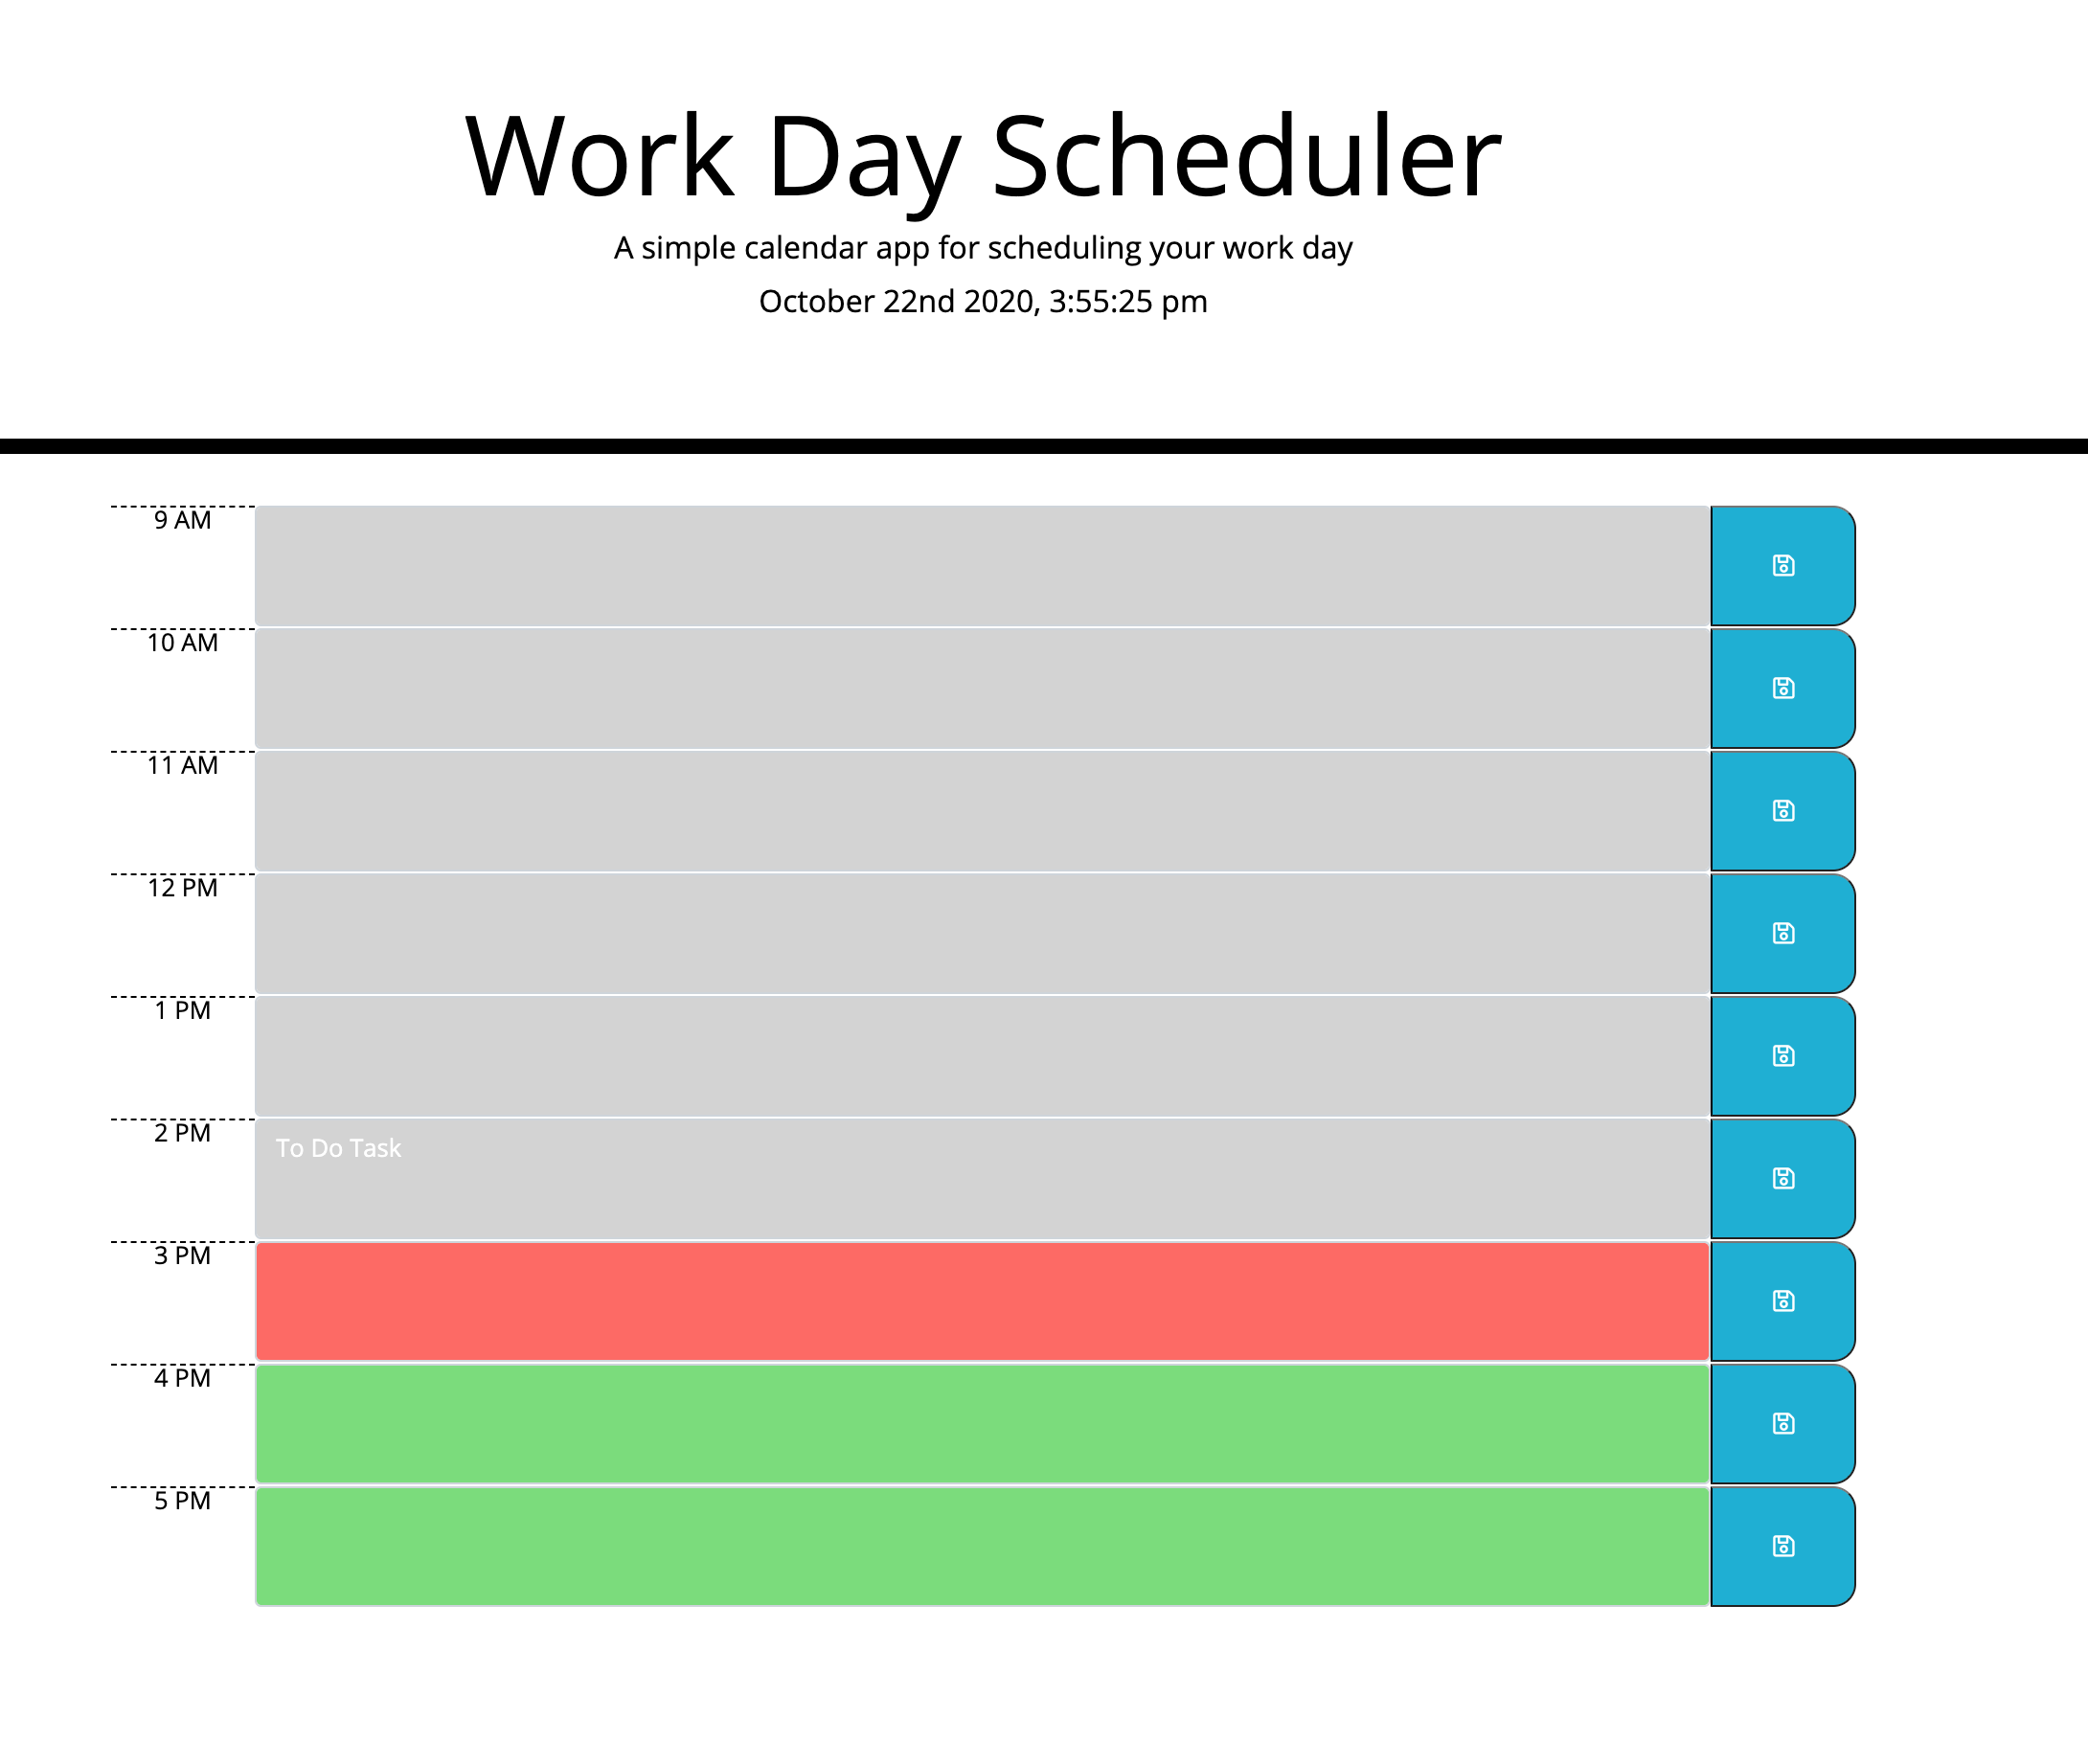 Work Day Scheduler
A simple calendar app for scheduling your work day
October 22nd 2020, 3:55:25 pm
9 AM
10 AM
11 AM
12 PM
1 PM
2 PM
To Do Task
3 PM
4 PM
5 PM